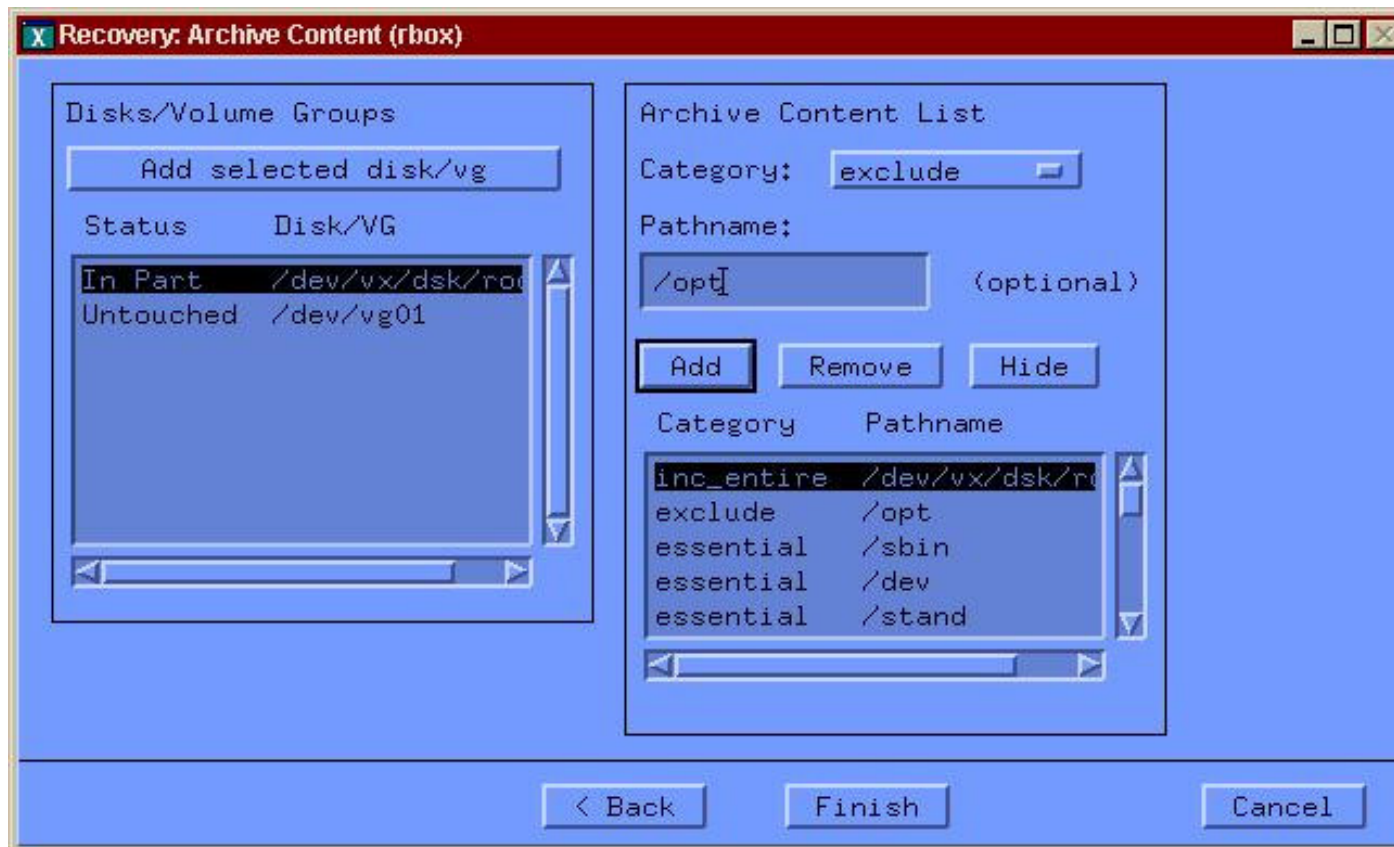 X Recovery: Archive Content (rbox)
Disks/Volume Groups
Add selected disk/vg
Status Disk/VG
In Part /dev/vx/dsk/roo
Untouched /dev/vg01
Archive Content List
Category: exclude
Pathname:
/opt (optional)
Add Remove Hide
Category Pathname
inc_entire /dev/vx/dsk/ro
exclude /opt
essential /sbin
essential /dev
essential /stand
< Back Finish Cancel